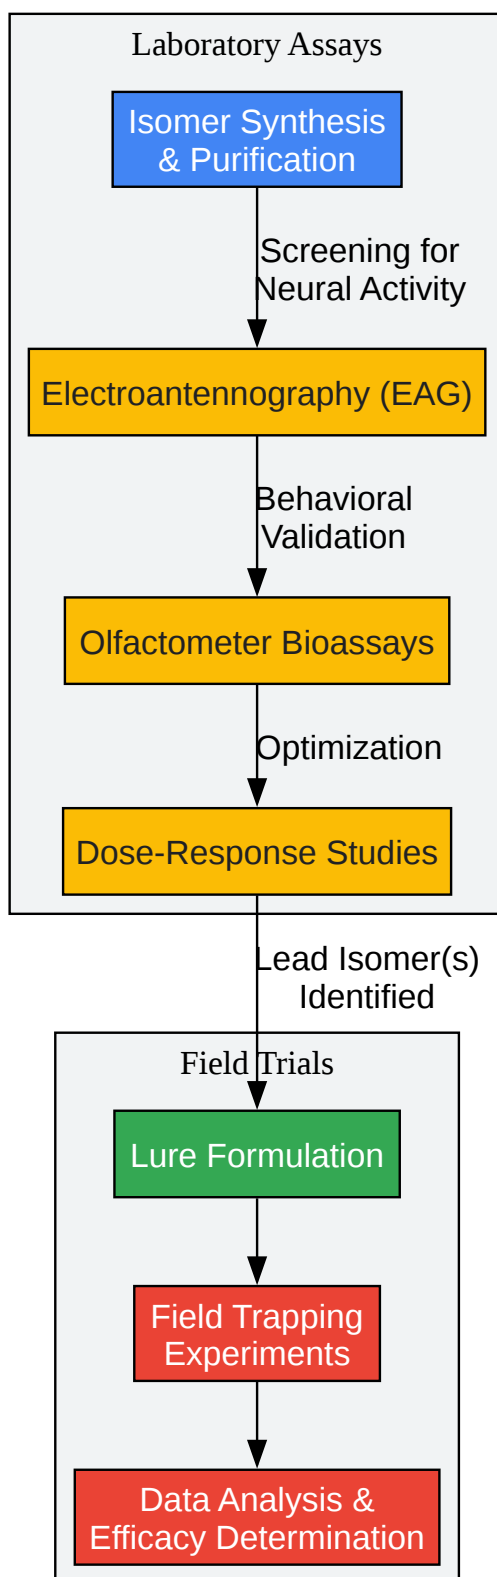 Laboratory Assays
Isomer Synthesis
& Purification
Screening for
Neural Activity
Electroantennography (EAG)
Behavioral
Validation
Olfactometer Bioassays
Optimization
Dose-Response Studies
Lead Isomer(s)
Identified
Field Trials
Lure Formulation
Field Trapping
Experiments
Data Analysis &
Efficacy Determination